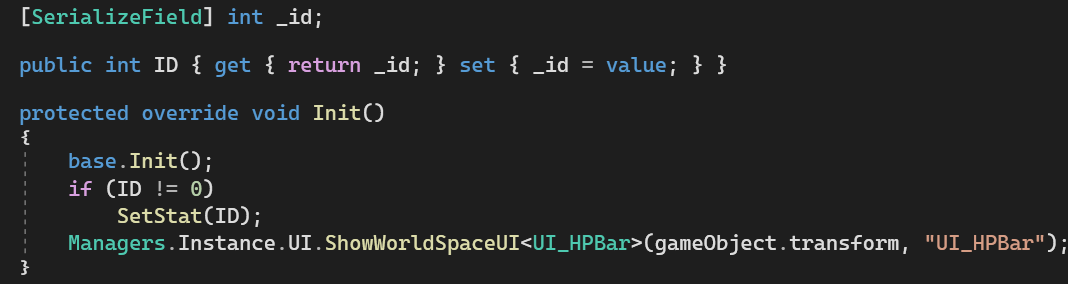 [SerializeField] int _id;
public int ID { get { return _id; } set { _id = value; } }
protected override void Init()
{
base.Init();
if (ID != 0)
SetStat(ID);
Managers.Instance.UI.ShowWorldSpaceUI<UI_HPBar>(gameObject.transform, "UI_HPBar");
}